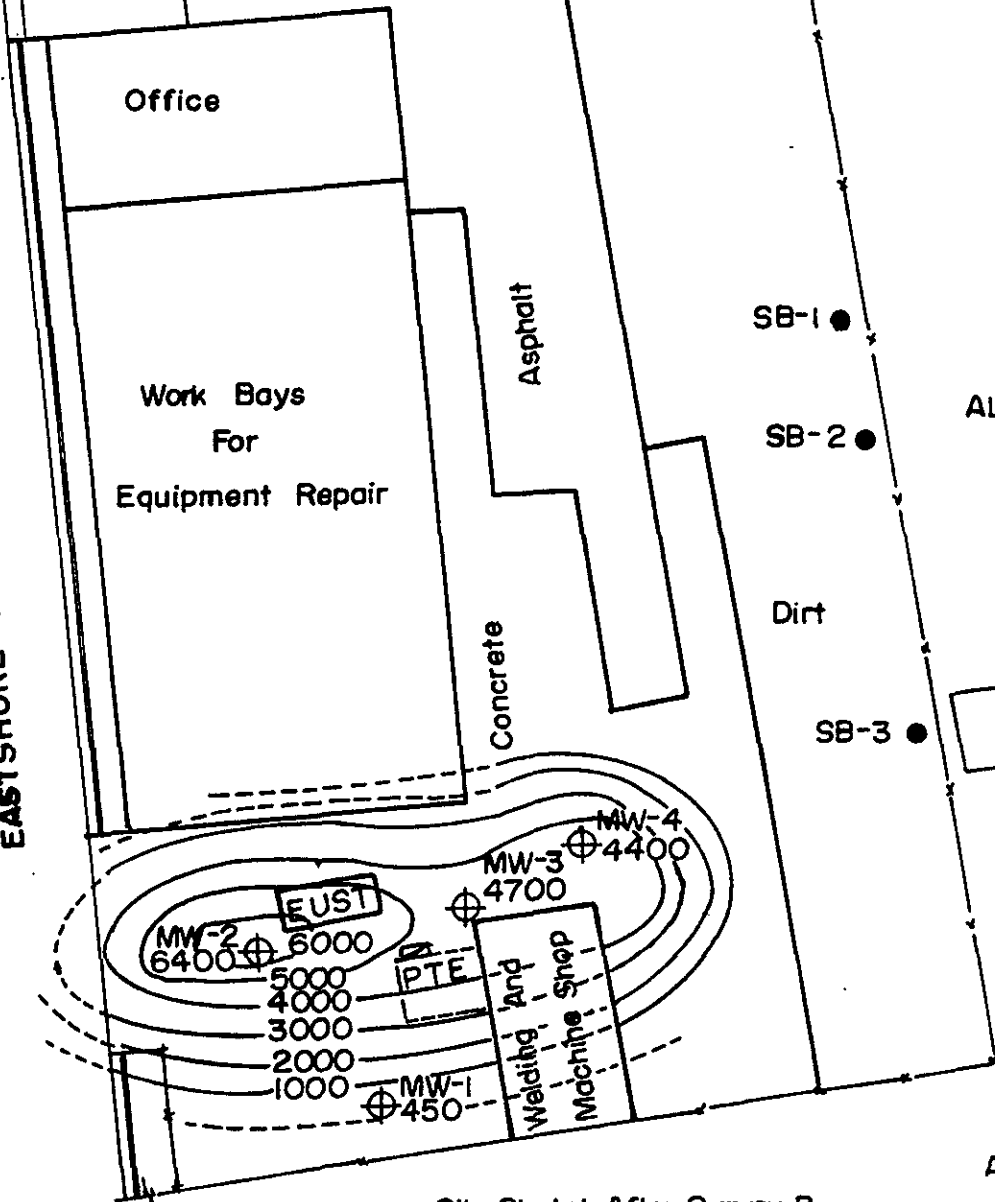 Office
SB-1
Asphalt
Work Bays
For
Equipment Repair
SB-2
Dirt
EASTSHORE
Concrete
SB-3
MW-4
4400
MW-3
4700
FUST
MW-2
6400
6000
PTE
5000
4000
3000
2000
1000
MW-1
450
Welding And
Machine Shop